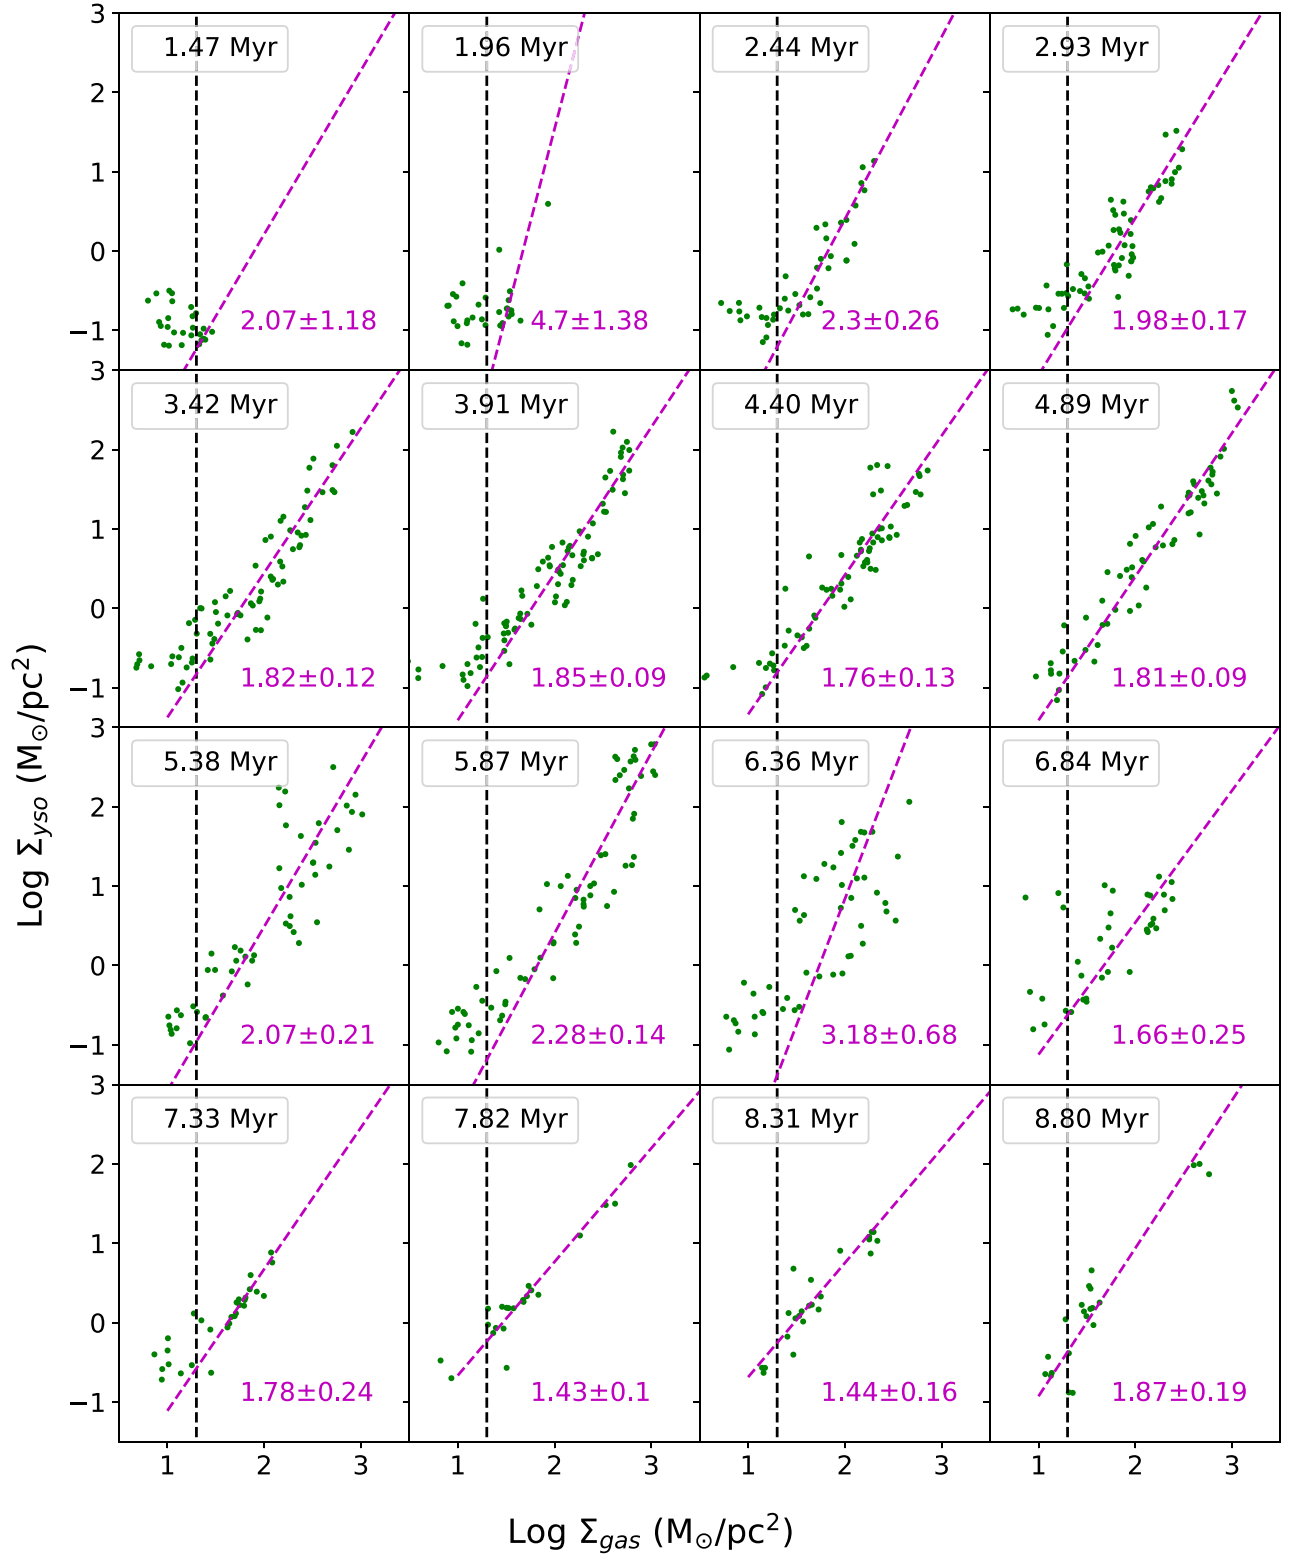 3
1.47 Myr
1.96 Myr
2.44 Myr
2.93 Myr
2
1
0
−1
2.07±1.18
4.7±1.38
2.3±0.26
1.98±0.17
3
3.42 Myr
3.91 Myr
4.40 Myr
4.89 Myr
2
1
0
−1
1.82±0.12
1.85±0.09
1.76±0.13
1.81±0.09
Log Σ_yso (M☉/pc²)
3
5.38 Myr
5.87 Myr
6.36 Myr
6.84 Myr
2
1
0
−1
2.07±0.21
2.28±0.14
3.18±0.68
1.66±0.25
3
7.33 Myr
7.82 Myr
8.31 Myr
8.80 Myr
2
1
0
−1
1.78±0.24
1.43±0.1
1.44±0.16
1.87±0.19
1 2 3 1 2 3 1 2 3 1 2 3
Log Σ_gas (M☉/pc²)